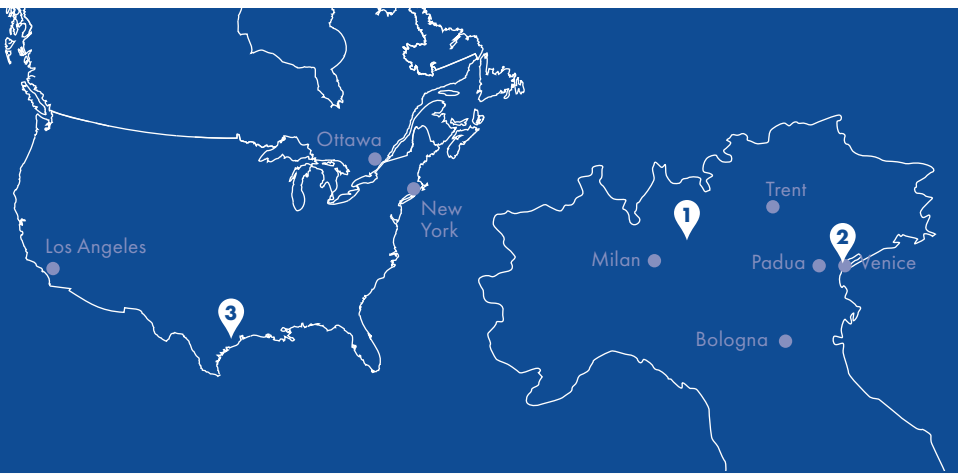 Ottawa
New
York
Los Angeles
3
Trent
1
2
Milan
Padua
Venice
Bologna